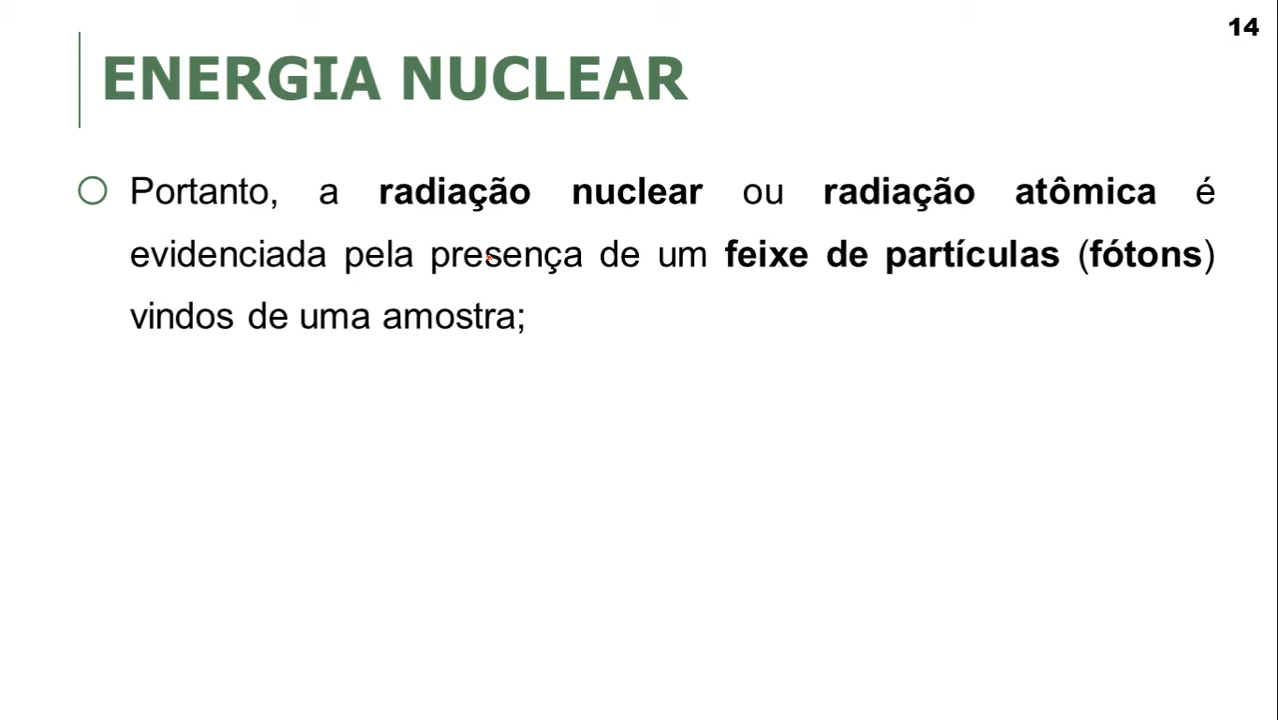 14
ENERGIA NUCLEAR
Portanto, a radiação nuclear ou radiação atômica é
evidenciada pela presença de um feixe de partículas (fótons)
vindos de uma amostra;